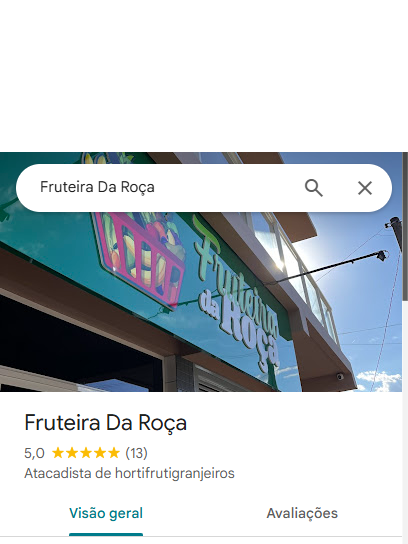 Fruteira Da Roça
Fruteira
da Roça
Fruteira Da Roça
5,0 ★★★★★ (13)
Atacadista de hortifrutigranjeiros
Visão geral Avaliações